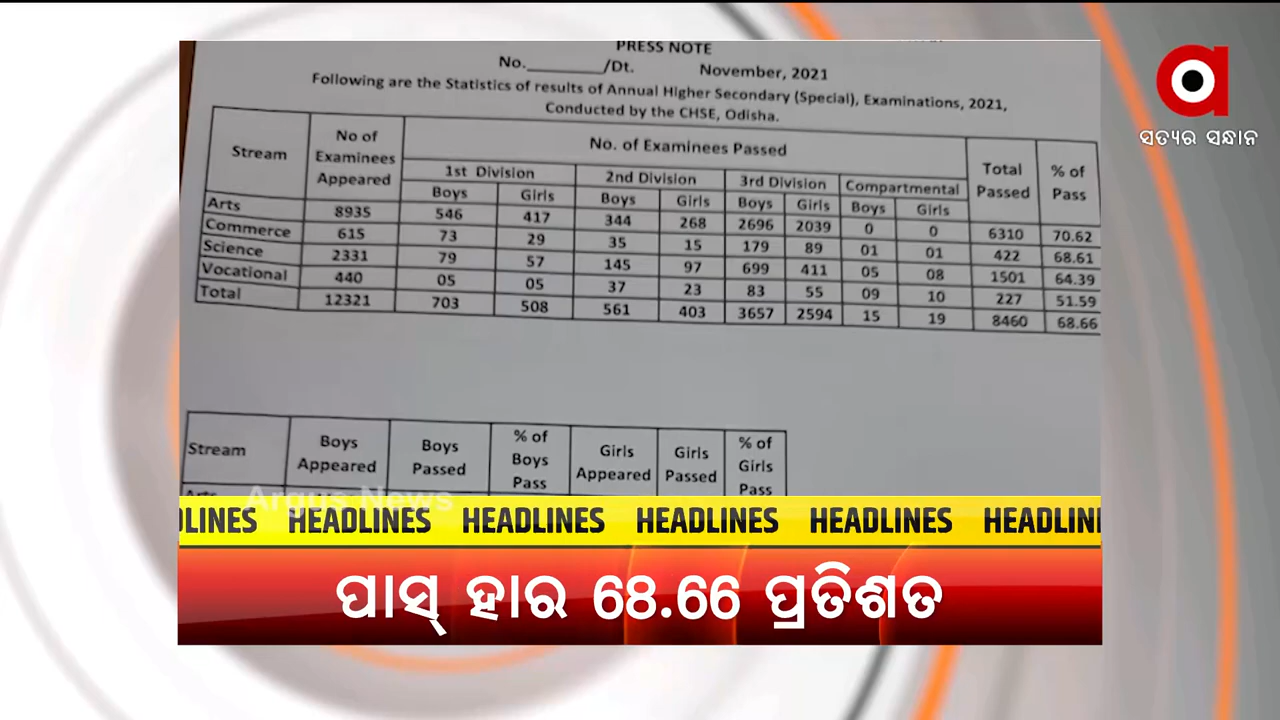 PRESS NOTE
No.________/Dt. November, 2021
Following are the Statistics of results of Annual Higher Secondary (Special), Examinations, 2021,
Conducted by the CHSE, Odisha.
Stream No of Examinees Appeared No. of Examinees Passed Total Passed % of Pass
1st Division 2nd Division 3rd Division Compartmental
Boys Girls Boys Girls Boys Girls Boys Girls
Arts 8935 546 417 344 268 2696 2039 0 0 6310 70.62
Commerce 615 73 29 35 15 179 89 01 01 422 68.61
Science 2331 79 57 145 97 699 411 05 08 1501 64.39
Vocational 440 05 05 37 23 83 55 09 10 227 51.59
Total 12321 703 508 561 403 3657 2594 15 19 8460 68.66
Stream Boys Appeared Boys Passed % of Boys Pass Girls Appeared Girls Passed % of Girls Pass
Argus News
HEADLINES HEADLINES HEADLINES HEADLINES
ପାସ୍ ହାର ୬୮.୬୬ ପ୍ରତିଶତ
ସତ୍ୟର ସନ୍ଧାନ